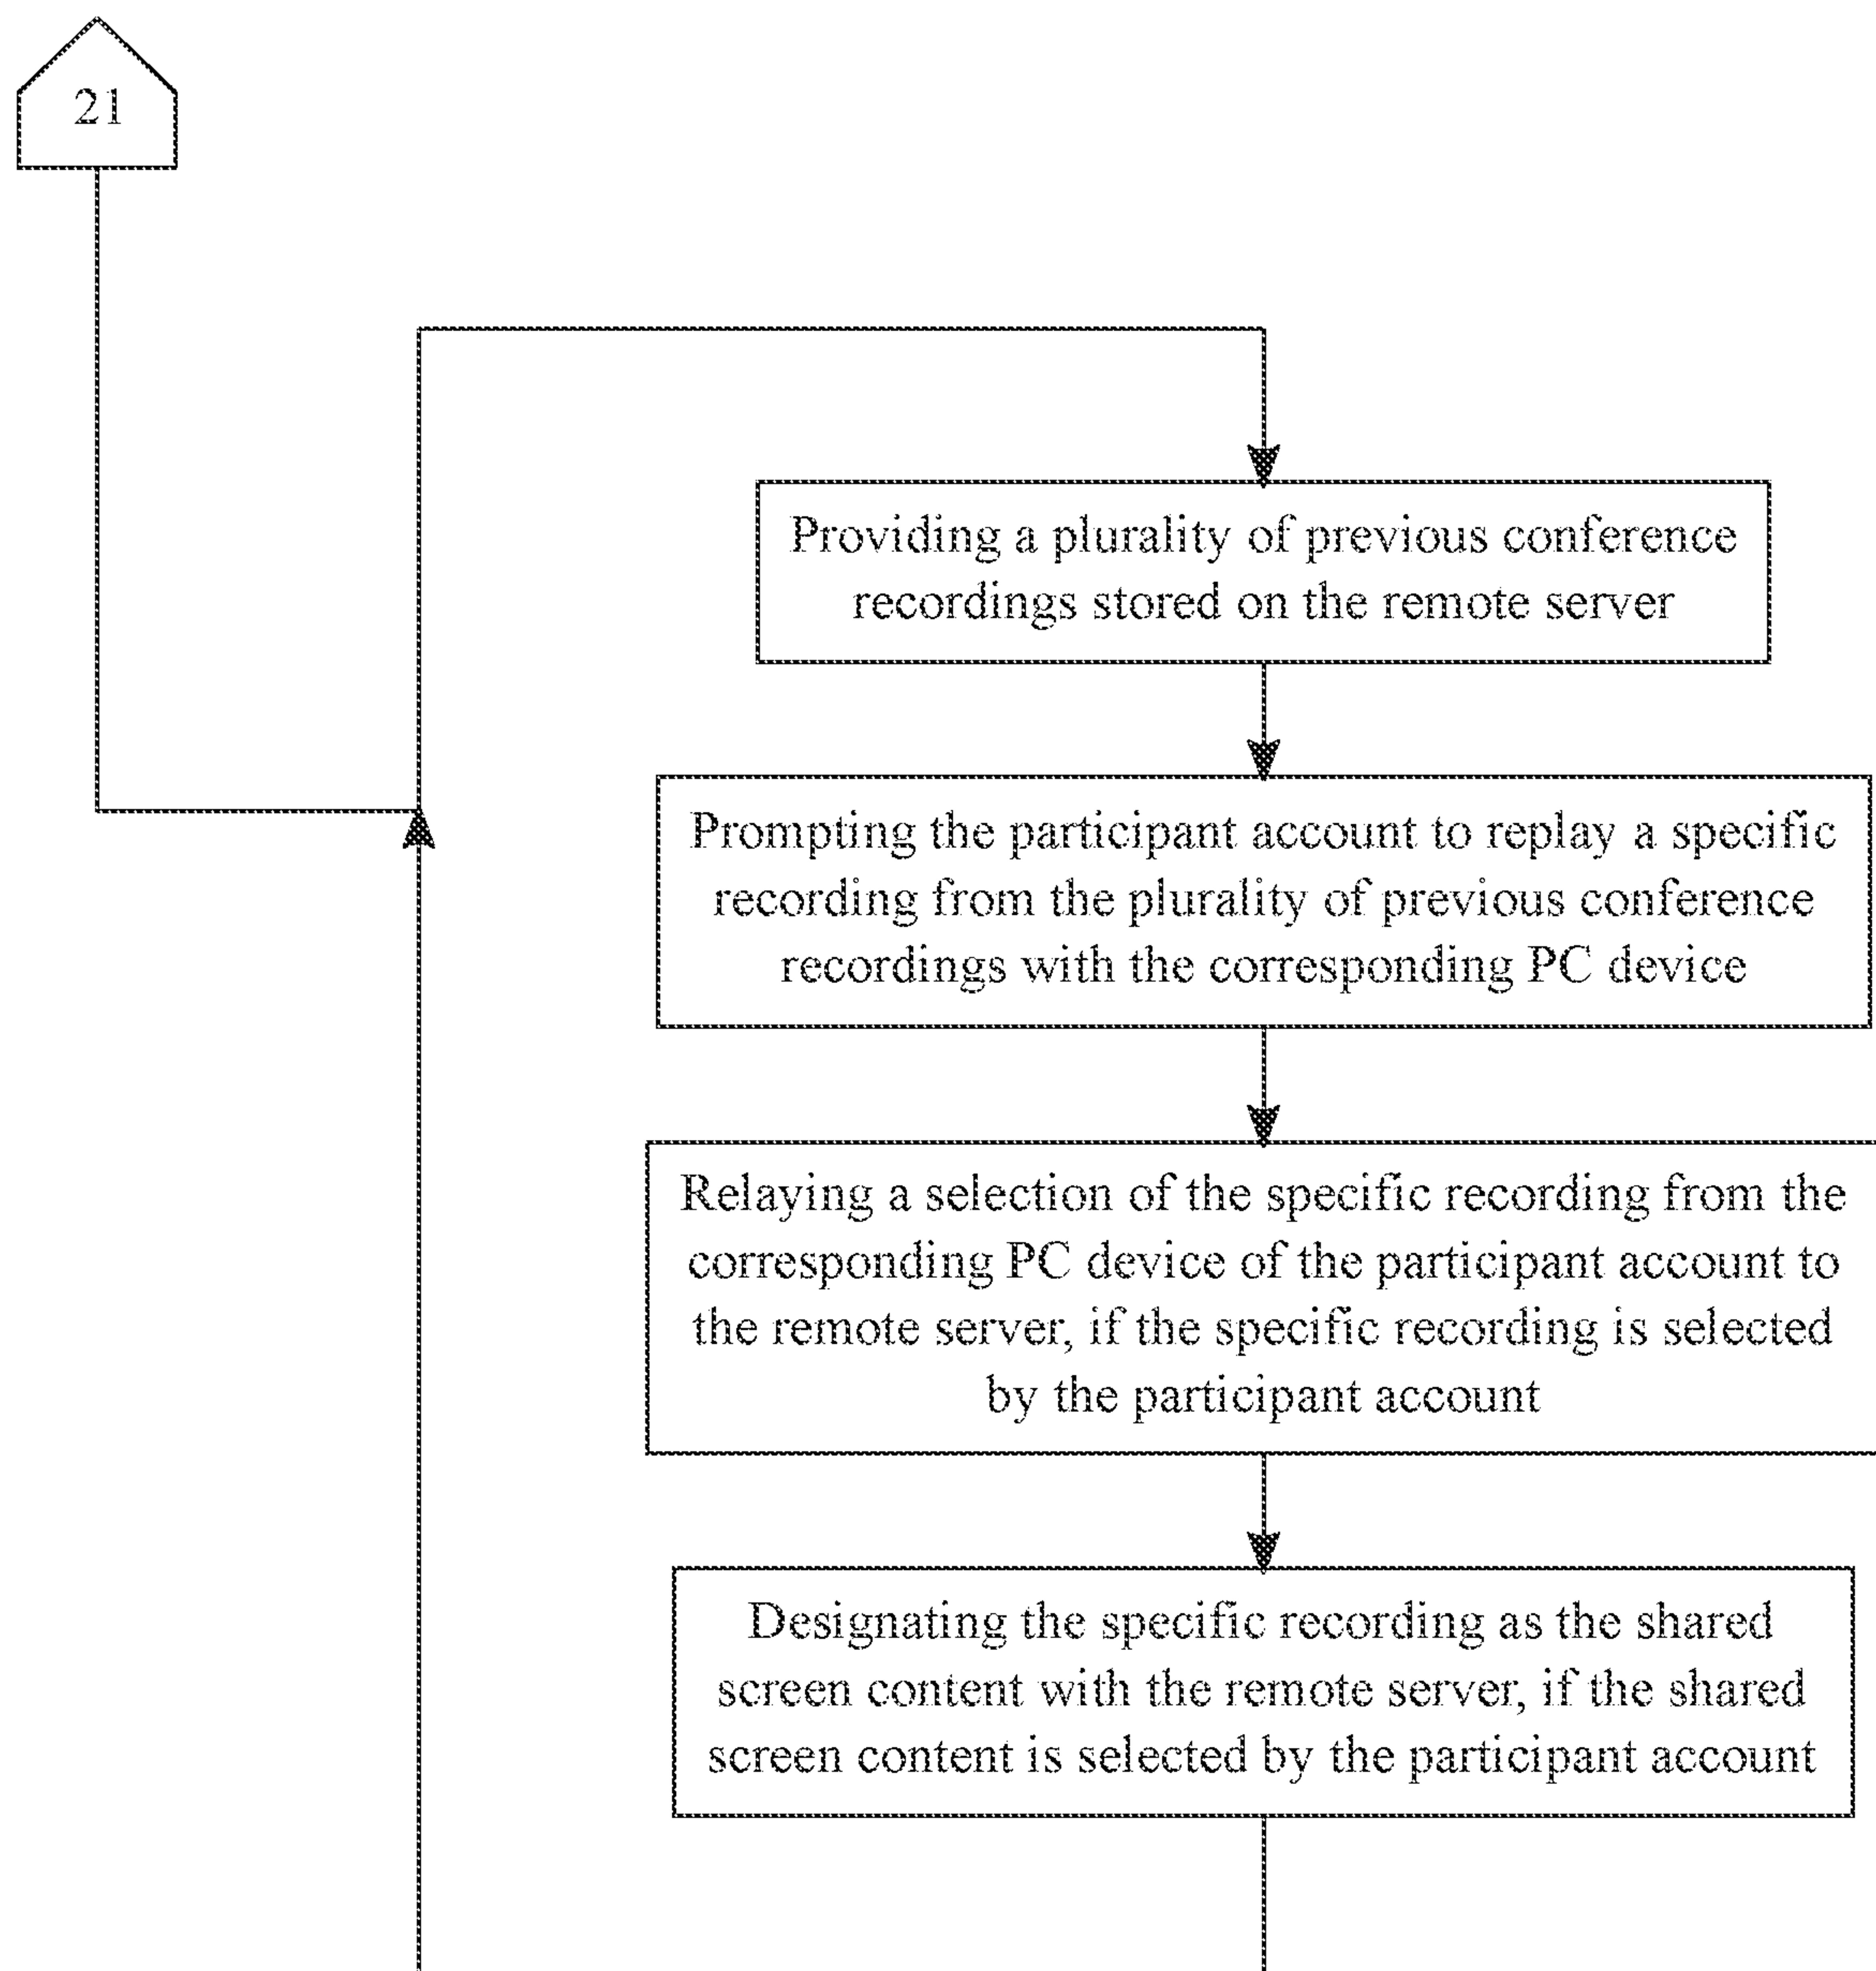 21
Providing a plurality of previous conference
recordings stored on the remote server
Prompting the participant account to replay a specific
recording from the plurality of previous conference
recordings with the corresponding PC device
Relaying a selection of the specific recording from the
corresponding PC device of the participant account to
the remote server, if the specific recording is selected
by the participant account
Designating the specific recording as the shared
screen content with the remote server, if the shared
screen content is selected by the participant account